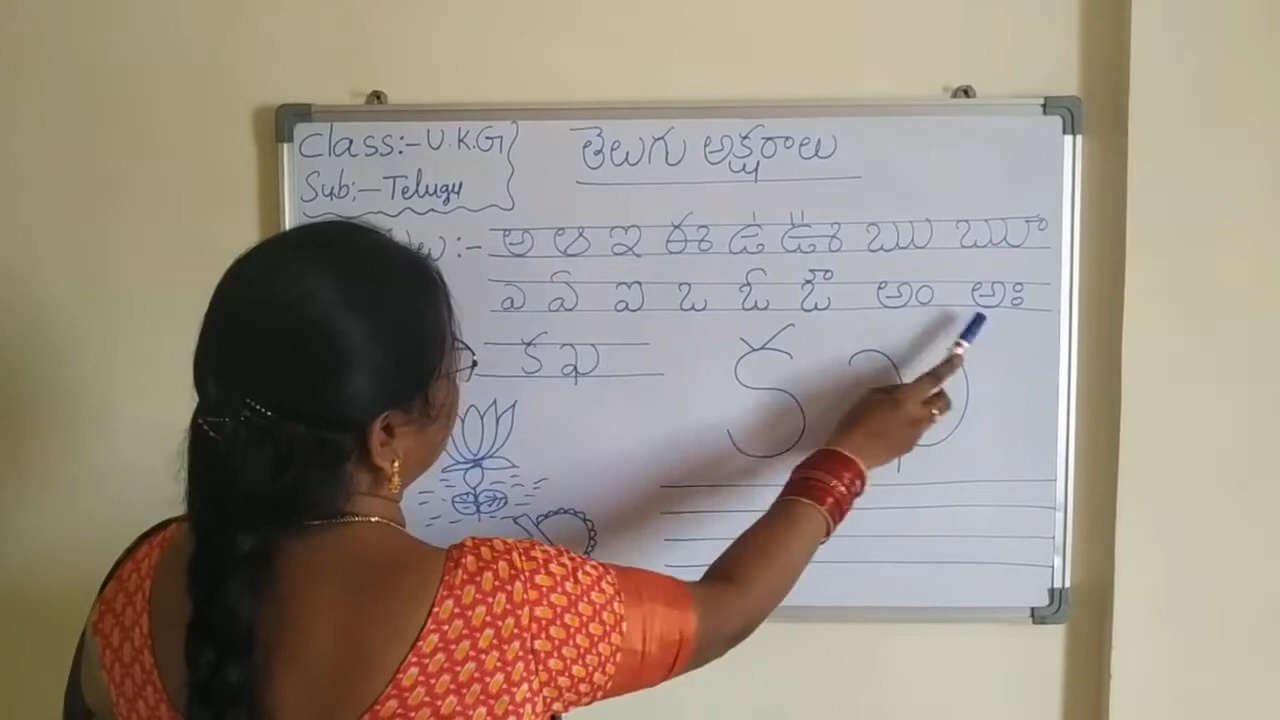 Class:- U.K.G
Sub:- Telugu
తెలుగు అక్షరాలు
:- అ ఆ ఇ ఈ ఉ ఊ ఋ ౠ
ఎ ఏ ఐ ఒ ఓ ఔ అం అః
క ఖ
క